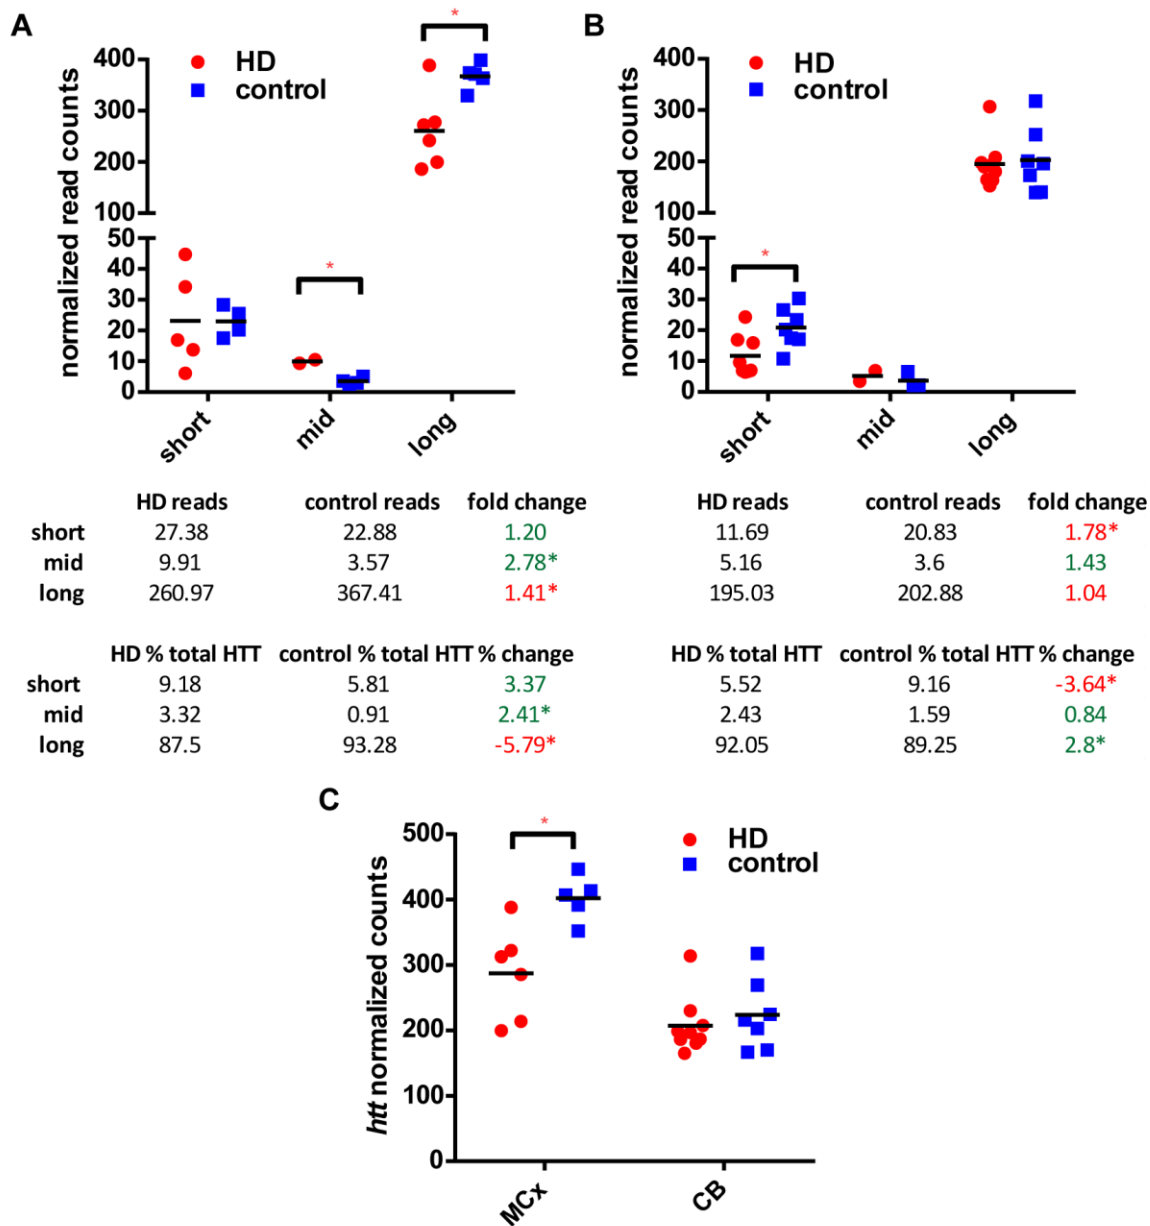 A
B
HD
control
HD
control
normalized read counts
normalized read counts
400
300
200
100
50
40
30
20
10
0
400
300
200
100
50
40
30
20
10
0
*
*
*
short
mid
long
short
mid
long
HD reads control reads fold change
short 27.38 22.88 1.20
mid 9.91 3.57 2.78*
long 260.97 367.41 1.41*
HD reads control reads fold change
11.69 20.83 1.78*
5.16 3.6 1.43
195.03 202.88 1.04
HD % total HTT control % total HTT % change
short 9.18 5.81 3.37
mid 3.32 0.91 2.41*
long 87.5 93.28 -5.79*
HD % total HTT control % total HTT % change
5.52 9.16 -3.64*
2.43 1.59 0.84
92.05 89.25 2.8*
C
*
HD
control
htt normalized counts
500
400
300
200
100
0
MCx
CB